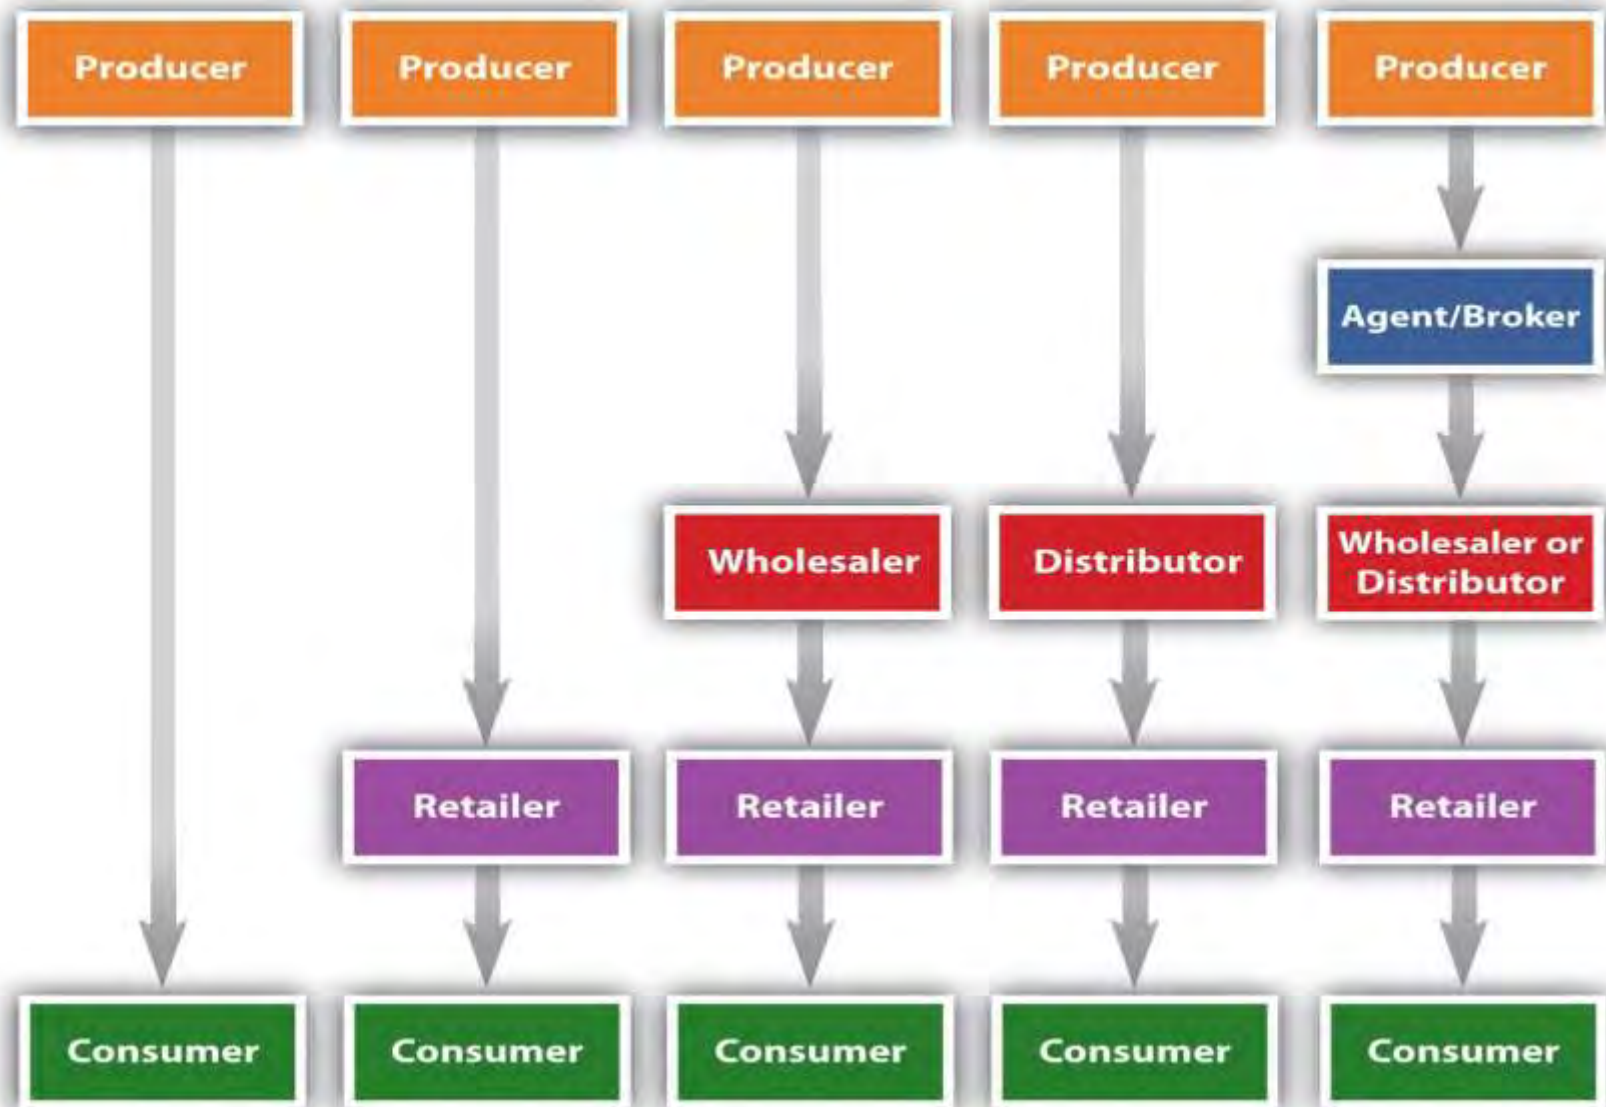 Producer
Producer
Producer
Producer
Producer
Agent/Broker
Wholesaler
Distributor
Wholesaler or
Distributor
Retailer
Retailer
Retailer
Retailer
Consumer
Consumer
Consumer
Consumer
Consumer